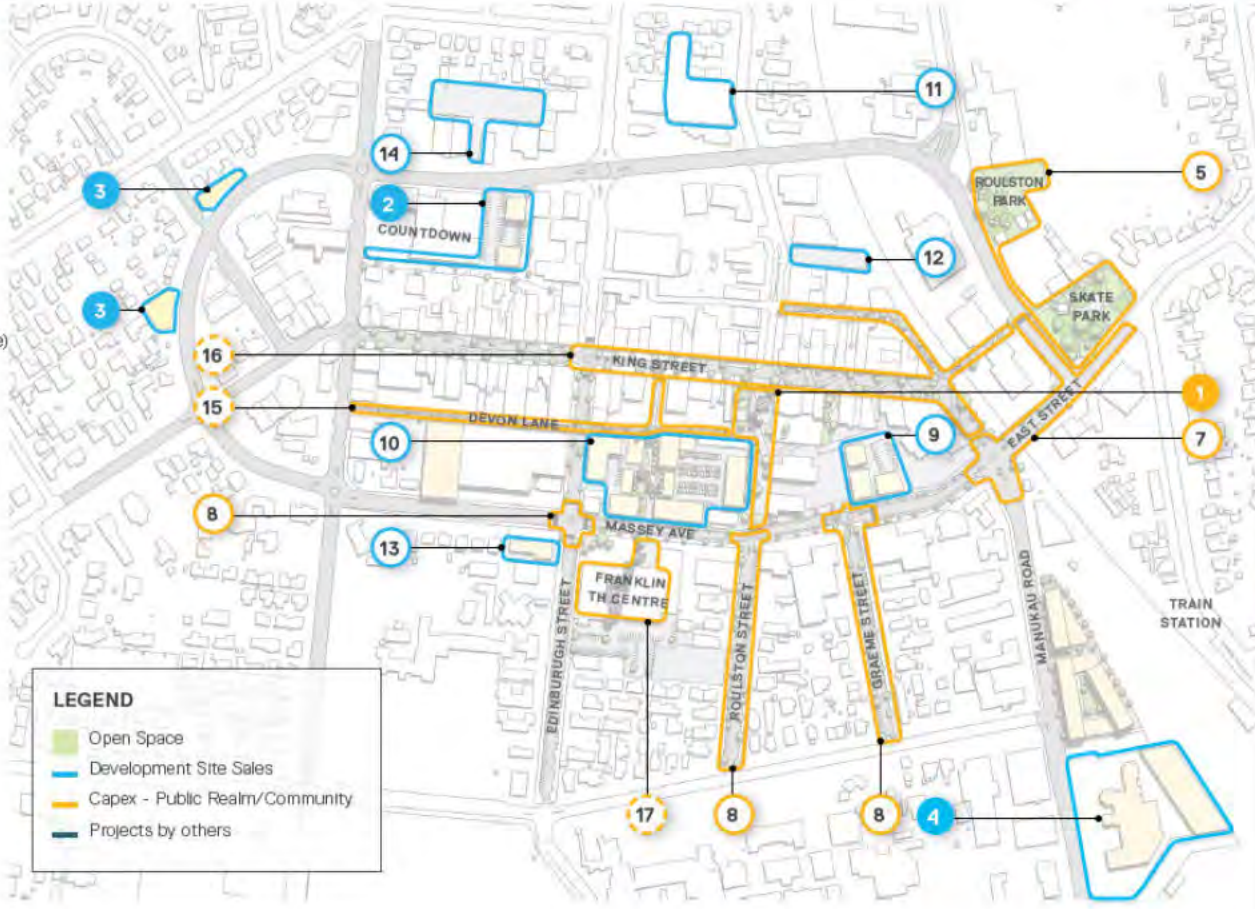 11
14
3
5
ROULSTON
PARK
2
COUNTDOWN
12
3
SKATE
PARK
e)
16
KING STREET
1
15
DEVON LANE
EAST STREET
10
9
7
8
MASSEY AVE
13
FRANKLIN
TH CENTRE
EDINBURUGH STREET
ROULSTON STREET
GRAEME STREET
MANUKAU ROAD
TRAIN
STATION
LEGEND
Open Space
Development Site Sales
Capex - Public Realm/Community
Projects by others
17
8
8
4